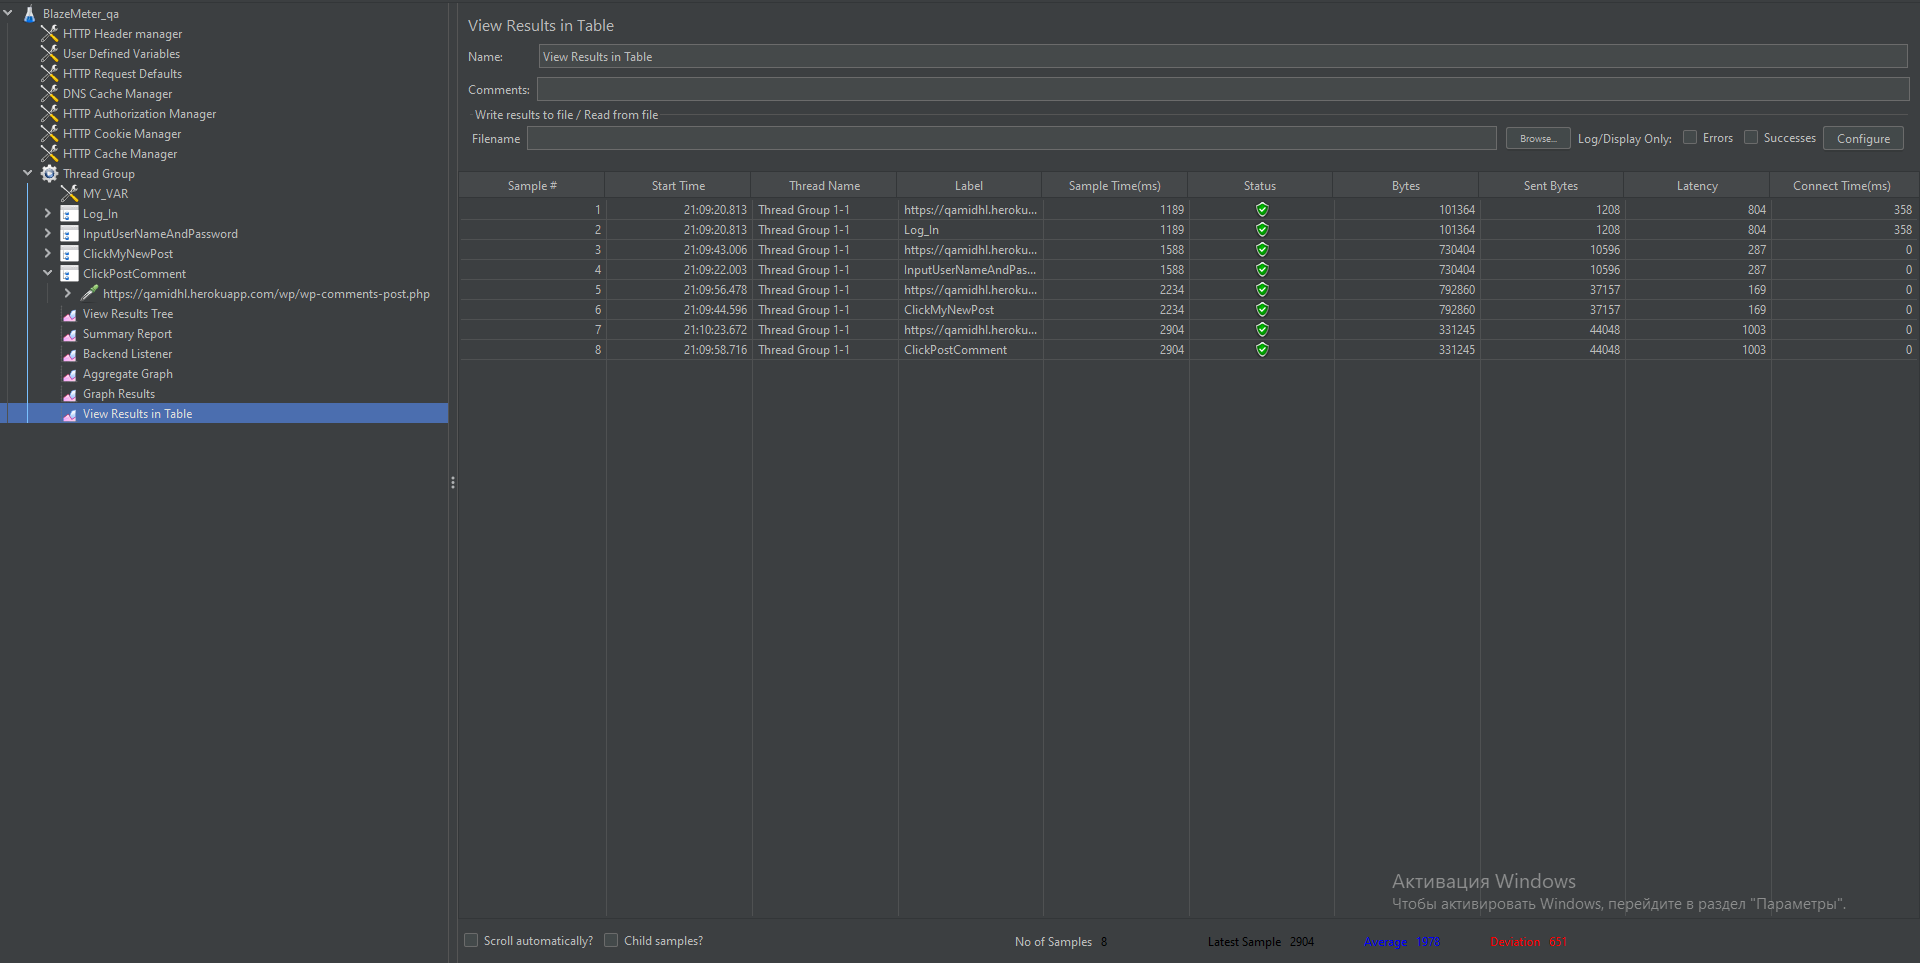 BlazeMeter_qa
HTTP Header manager
User Defined Variables
HTTP Request Defaults
DNS Cache Manager
HTTP Authorization Manager
HTTP Cookie Manager
HTTP Cache Manager
Thread Group
MY_VAR
Log_In
InputUserNameAndPassword
ClickMyNewPost
ClickPostComment
https://qamidhl.herokuapp.com/wp/wp-comments-post.php
View Results Tree
Summary Report
Backend Listener
Aggregate Graph
Graph Results
View Results in Table
View Results in Table
Name: View Results in Table
Comments:
Write results to file / Read from file
Filename Browse... Log/Display Only: Errors Successes Configure
Sample # Start Time Thread Name Label Sample Time(ms) Status Bytes Sent Bytes Latency Connect Time(ms)
1 21:09:20.813 Thread Group 1-1 https://qamidhl.heroku... 1189 101364 1208 804 358
2 21:09:20.813 Thread Group 1-1 Log_In 1189 101364 1208 804 358
3 21:09:43.006 Thread Group 1-1 https://qamidhl.heroku... 1588 730404 10596 287 0
4 21:09:22.003 Thread Group 1-1 InputUserNameAndPas... 1588 730404 10596 287 0
5 21:09:56.478 Thread Group 1-1 https://qamidhl.heroku... 2234 792860 37157 169 0
6 21:09:44.596 Thread Group 1-1 ClickMyNewPost 2234 792860 37157 169 0
7 21:10:23.672 Thread Group 1-1 https://qamidhl.heroku... 2904 331245 44048 1003 0
8 21:09:58.716 Thread Group 1-1 ClickPostComment 2904 331245 44048 1003 0
Активация Windows
Чтобы активировать Windows, перейдите в раздел "Параметры".
Scroll automatically? Child samples? No of Samples 8 Latest Sample 2904 Average 1978 Deviation 651